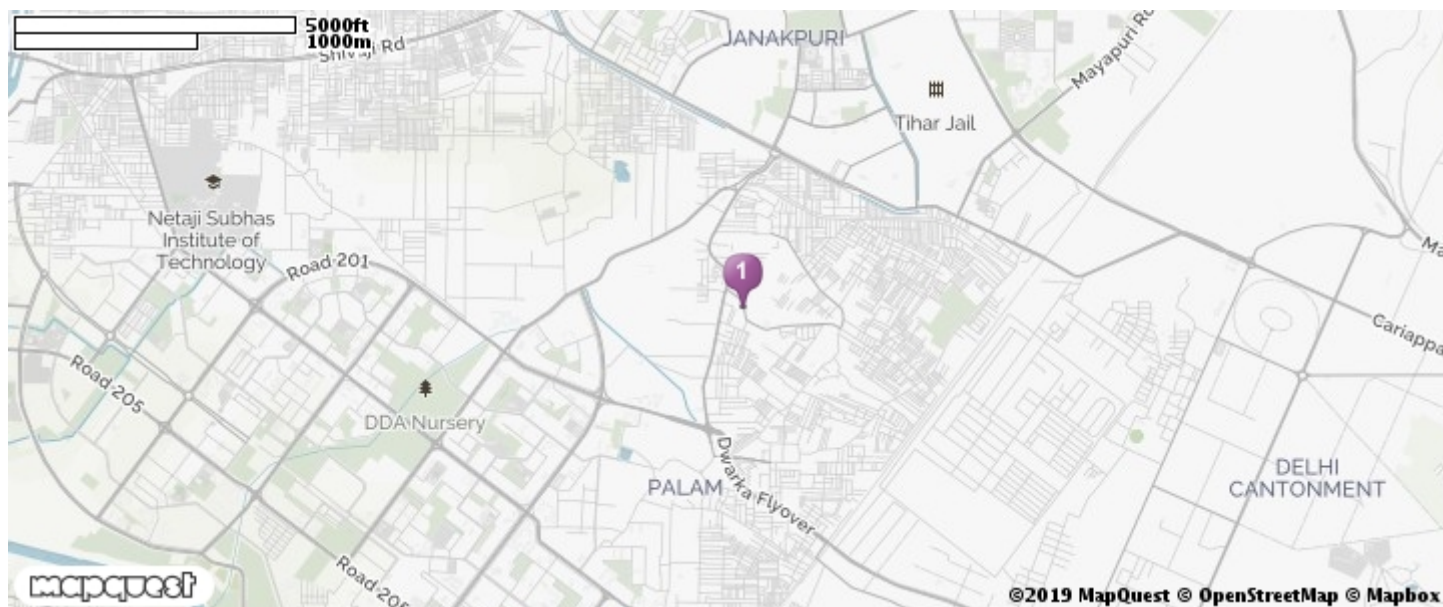 5000ft
1000m
Shivaji Rd
JANAKPURI
Mayapuri Rd
Tihar Jail
Netaji Subhas
Institute of
Technology
Road 201
1
Ma
Cariappa
Road 205
DDA Nursery
Dwarka Flyover
PALAM
DELHI
CANTONMENT
Road 205
mapquest
©2019 MapQuest © OpenStreetMap © Mapbox